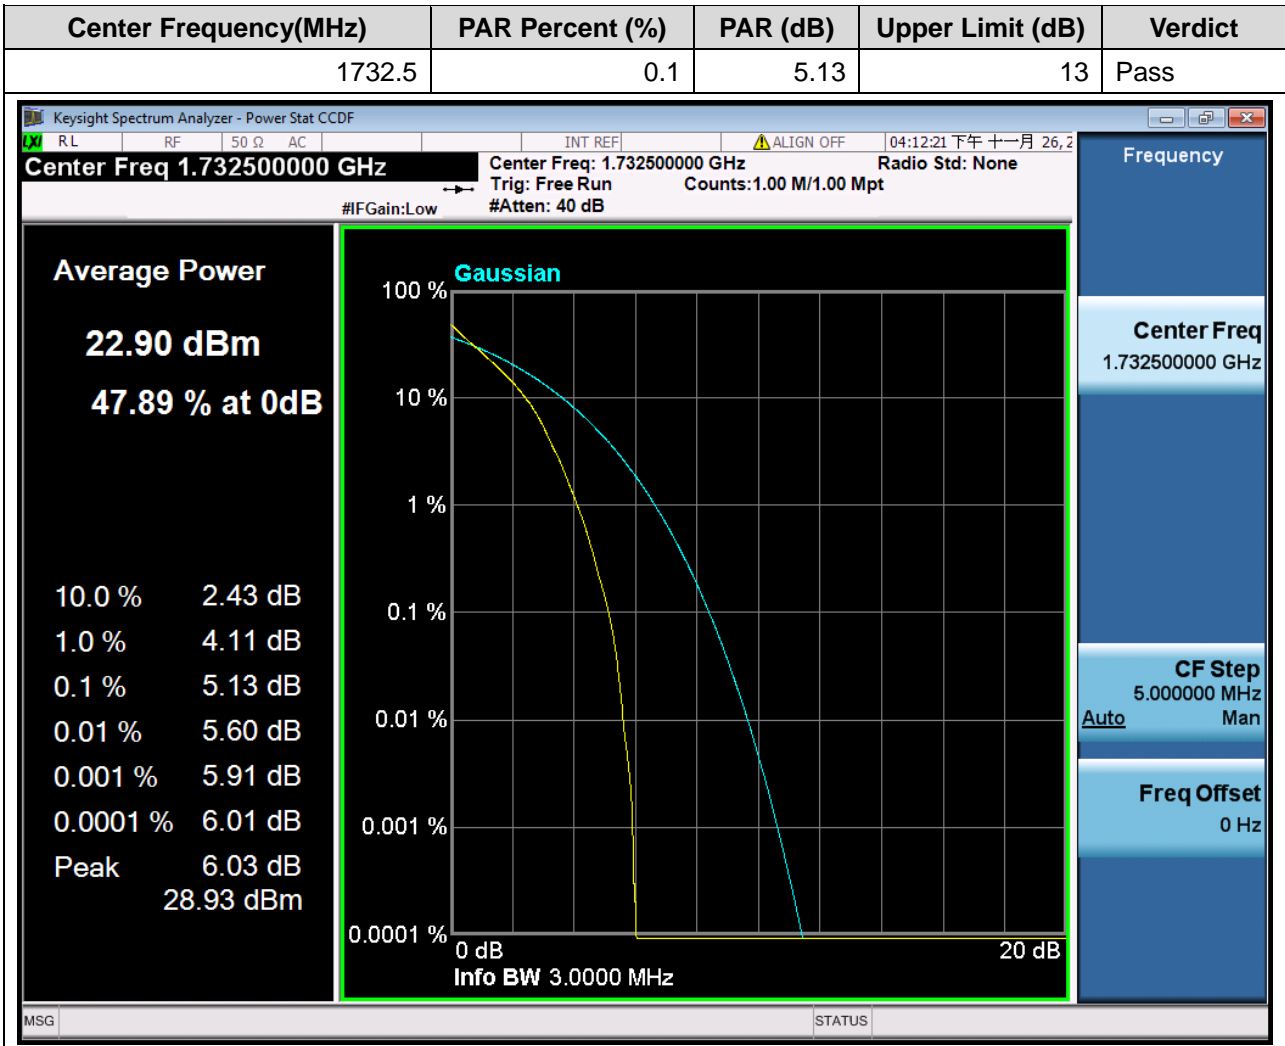 Center Frequency(MHz) PAR Percent (%) PAR (dB) Upper Limit (dB) Verdict
1732.5 0.1 5.13 13 Pass
Keysight Spectrum Analyzer - Power Stat CCDF
LXI RL RF 50 Ω AC INT REF ALIGN OFF 04:12:21 下午 十一月 26, 2
Center Freq 1.732500000 GHz
Center Freq: 1.732500000 GHz Radio Std: None
Trig: Free Run Counts:1.00 M/1.00 Mpt
#IFGain:Low #Atten: 40 dB
Average Power
22.90 dBm
47.89 % at 0dB
10.0 % 2.43 dB
1.0 % 4.11 dB
0.1 % 5.13 dB
0.01 % 5.60 dB
0.001 % 5.91 dB
0.0001 % 6.01 dB
Peak 6.03 dB
28.93 dBm
Gaussian
100 %
10 %
1 %
0.1 %
0.01 %
0.001 %
0.0001 %
0 dB 20 dB
Info BW 3.0000 MHz
Frequency
Center Freq
1.732500000 GHz
CF Step
5.000000 MHz
Auto Man
Freq Offset
0 Hz
MSG STATUS